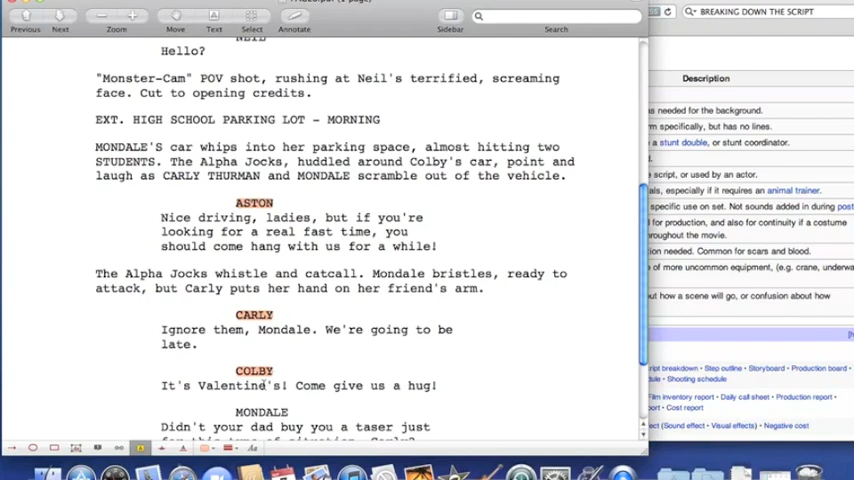 Previous Next Zoom Move Text Select Annotate Sidebar Search
BREAKING DOWN THE SCRIPT
NEIL
Hello?
"Monster-Cam" POV shot, rushing at Neil's terrified, screaming
face. Cut to opening credits.
EXT. HIGH SCHOOL PARKING LOT - MORNING
MONDALE'S car whips into her parking space, almost hitting two
STUDENTS. The Alpha Jocks, huddled around Colby's car, point and
laugh as CARLY THURMAN and MONDALE scramble out of the vehicle.
ASTON
Nice driving, ladies, but if you're
looking for a real fast time, you
should come hang with us for a while!
The Alpha Jocks whistle and catcall. Mondale bristles, ready to
attack, but Carly puts her hand on her friend's arm.
CARLY
Ignore them, Mondale. We're going to be
late.
COLBY
It's Valentine's! Come give us a hug!
MONDALE
Didn't your dad buy you a taser just
Description
as needed for the background.
specifically, but has no lines.
a stunt double, or stunt coordinator.
script, or used by an actor.
especially if it requires an animal trainer.
specific use on set. Not sounds added in during post
for production, and also for continuity if a costume
throughout the movie.
needed. Common for scars and blood.
of more uncommon equipment, (e.g. crane,
how a scene will go, or confusion about how
breakdown • Step outline • Storyboard • Production board •
• Shooting schedule
Film inventory report • Daily call sheet • Production report •
• Cost report
(Sound effect • Visual effects) • Negative cost